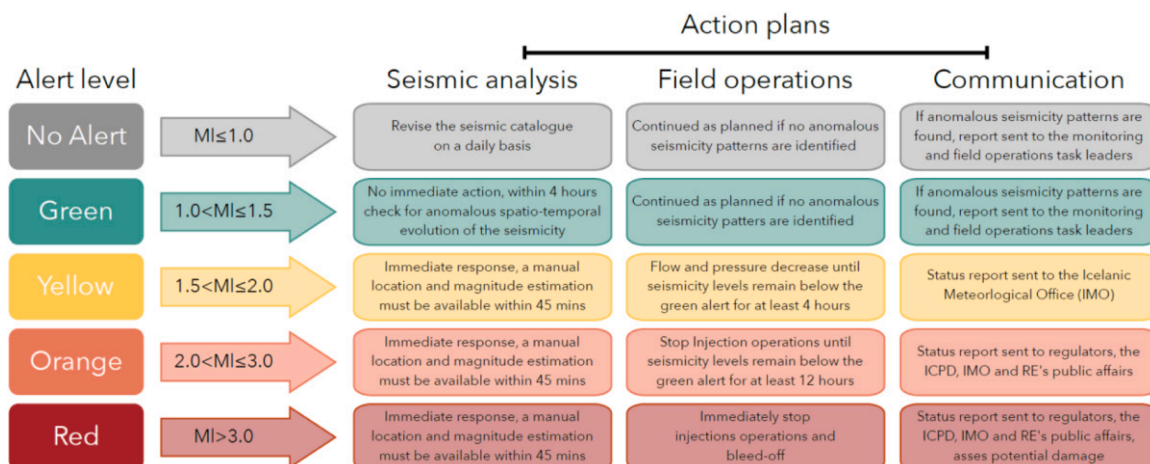 Action plans
Alert level
Seismic analysis
Field operations
Communication
No Alert
Ml≤1.0
Revise the seismic catalogue
on a daily basis
Continued as planned if no anomalous
seismicity patterns are identified
If anomalous seismicity patterns are
found, report sent to the monitoring
and field operations task leaders
Green
1.0<Ml≤1.5
No immediate action, within 4 hours
check for anomalous spatio-temporal
evolution of the seismicity
Continued as planned if no anomalous
seismicity patters are identified
If anomalous seismicity patterns are
found, report sent to the monitoring
and field operations task leaders
Yellow
1.5<Ml≤2.0
Immediate response, a manual
location and magnitude estimation
must be available within 45 mins
Flow and pressure decrease until
seismicity levels remain below the
green alert for at least 4 hours
Status report sent to the Icelanic
Meteorlogical Office (IMO)
Orange
2.0<Ml≤3.0
Immediate response, a manual
location and magnitude estimation
must be available within 45 mins
Stop Injection operations until
seismicity levels remain below the
green alert for at least 12 hours
Status report sent to regulators, the
ICPD, IMO and RE's public affairs
Red
Ml>3.0
Immediate response, a manual
location and magnitude estimation
must be available within 45 mins
Immediately stop
injections operations and
bleed-off
Status report sent to regulators, the
ICPD, IMO and RE's public affairs,
asses potential damage